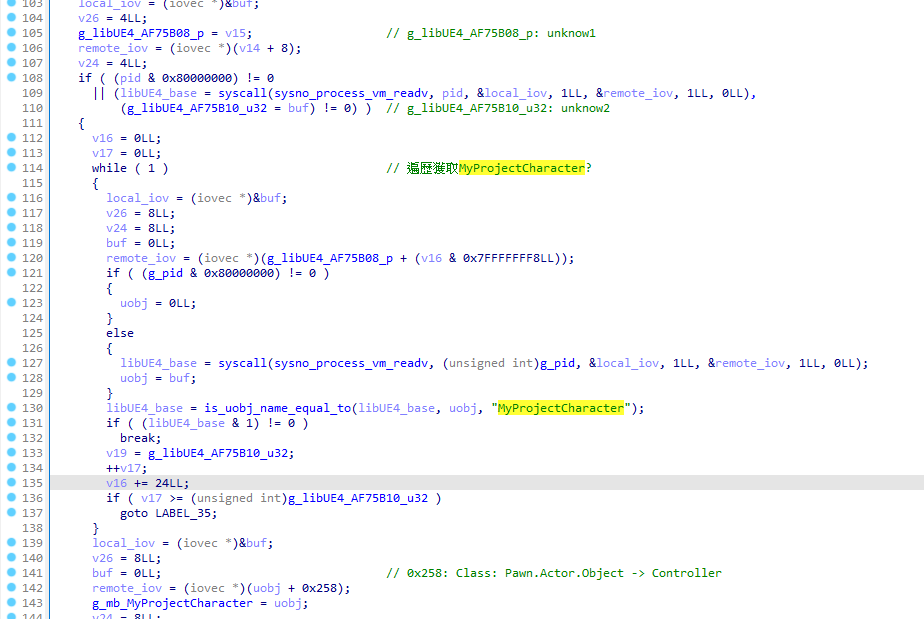 103 local_iov = (iovec *)&buf;
104 v26 = 4LL;
105 g_libUE4_AF75B08_p = v15; // g_libUE4_AF75B08_p: unknow1
106 remote_iov = (iovec *)(v14 + 8);
107 v24 = 4LL;
108 if ( (pid & 0x80000000) != 0
109 || (libUE4_base = syscall(sysno_process_vm_readv, pid, &local_iov, 1LL, &remote_iov, 1LL, 0LL),
110 (g_libUE4_AF75B10_u32 = buf) != 0) ) // g_libUE4_AF75B10_u32: unknow2
111 {
112 v16 = 0LL;
113 v17 = 0LL;
114 while ( 1 ) // 遍歷獲取MyProjectCharacter?
115 {
116 local_iov = (iovec *)&buf;
117 v26 = 8LL;
118 v24 = 8LL;
119 buf = 0LL;
120 remote_iov = (iovec *)(g_libUE4_AF75B08_p + (v16 & 0x7FFFFFFF8LL));
121 if ( (g_pid & 0x80000000) != 0 )
122 {
123 uobj = 0LL;
124 }
125 else
126 {
127 libUE4_base = syscall(sysno_process_vm_readv, (unsigned int)g_pid, &local_iov, 1LL, &remote_iov, 1LL, 0LL);
128 uobj = buf;
129 }
130 libUE4_base = is_uobj_name_equal_to(libUE4_base, uobj, "MyProjectCharacter");
131 if ( (libUE4_base & 1) != 0 )
132 break;
133 v19 = g_libUE4_AF75B10_u32;
134 ++v17;
135 v16 += 24LL;
136 if ( v17 >= (unsigned int)g_libUE4_AF75B10_u32 )
137 goto LABEL_35;
138 }
139 local_iov = (iovec *)&buf;
140 v26 = 8LL;
141 buf = 0LL; // 0x258: Class: Pawn.Actor.Object -> Controller
142 remote_iov = (iovec *)(uobj + 0x258);
143 g_mb_MyProjectCharacter = uobj;
144 v24 = 8LL;